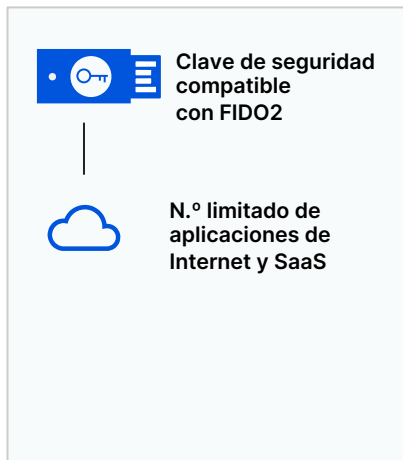 Clave de seguridad
compatible
con FIDO2
N.º limitado de
aplicaciones de
Internet y SaaS